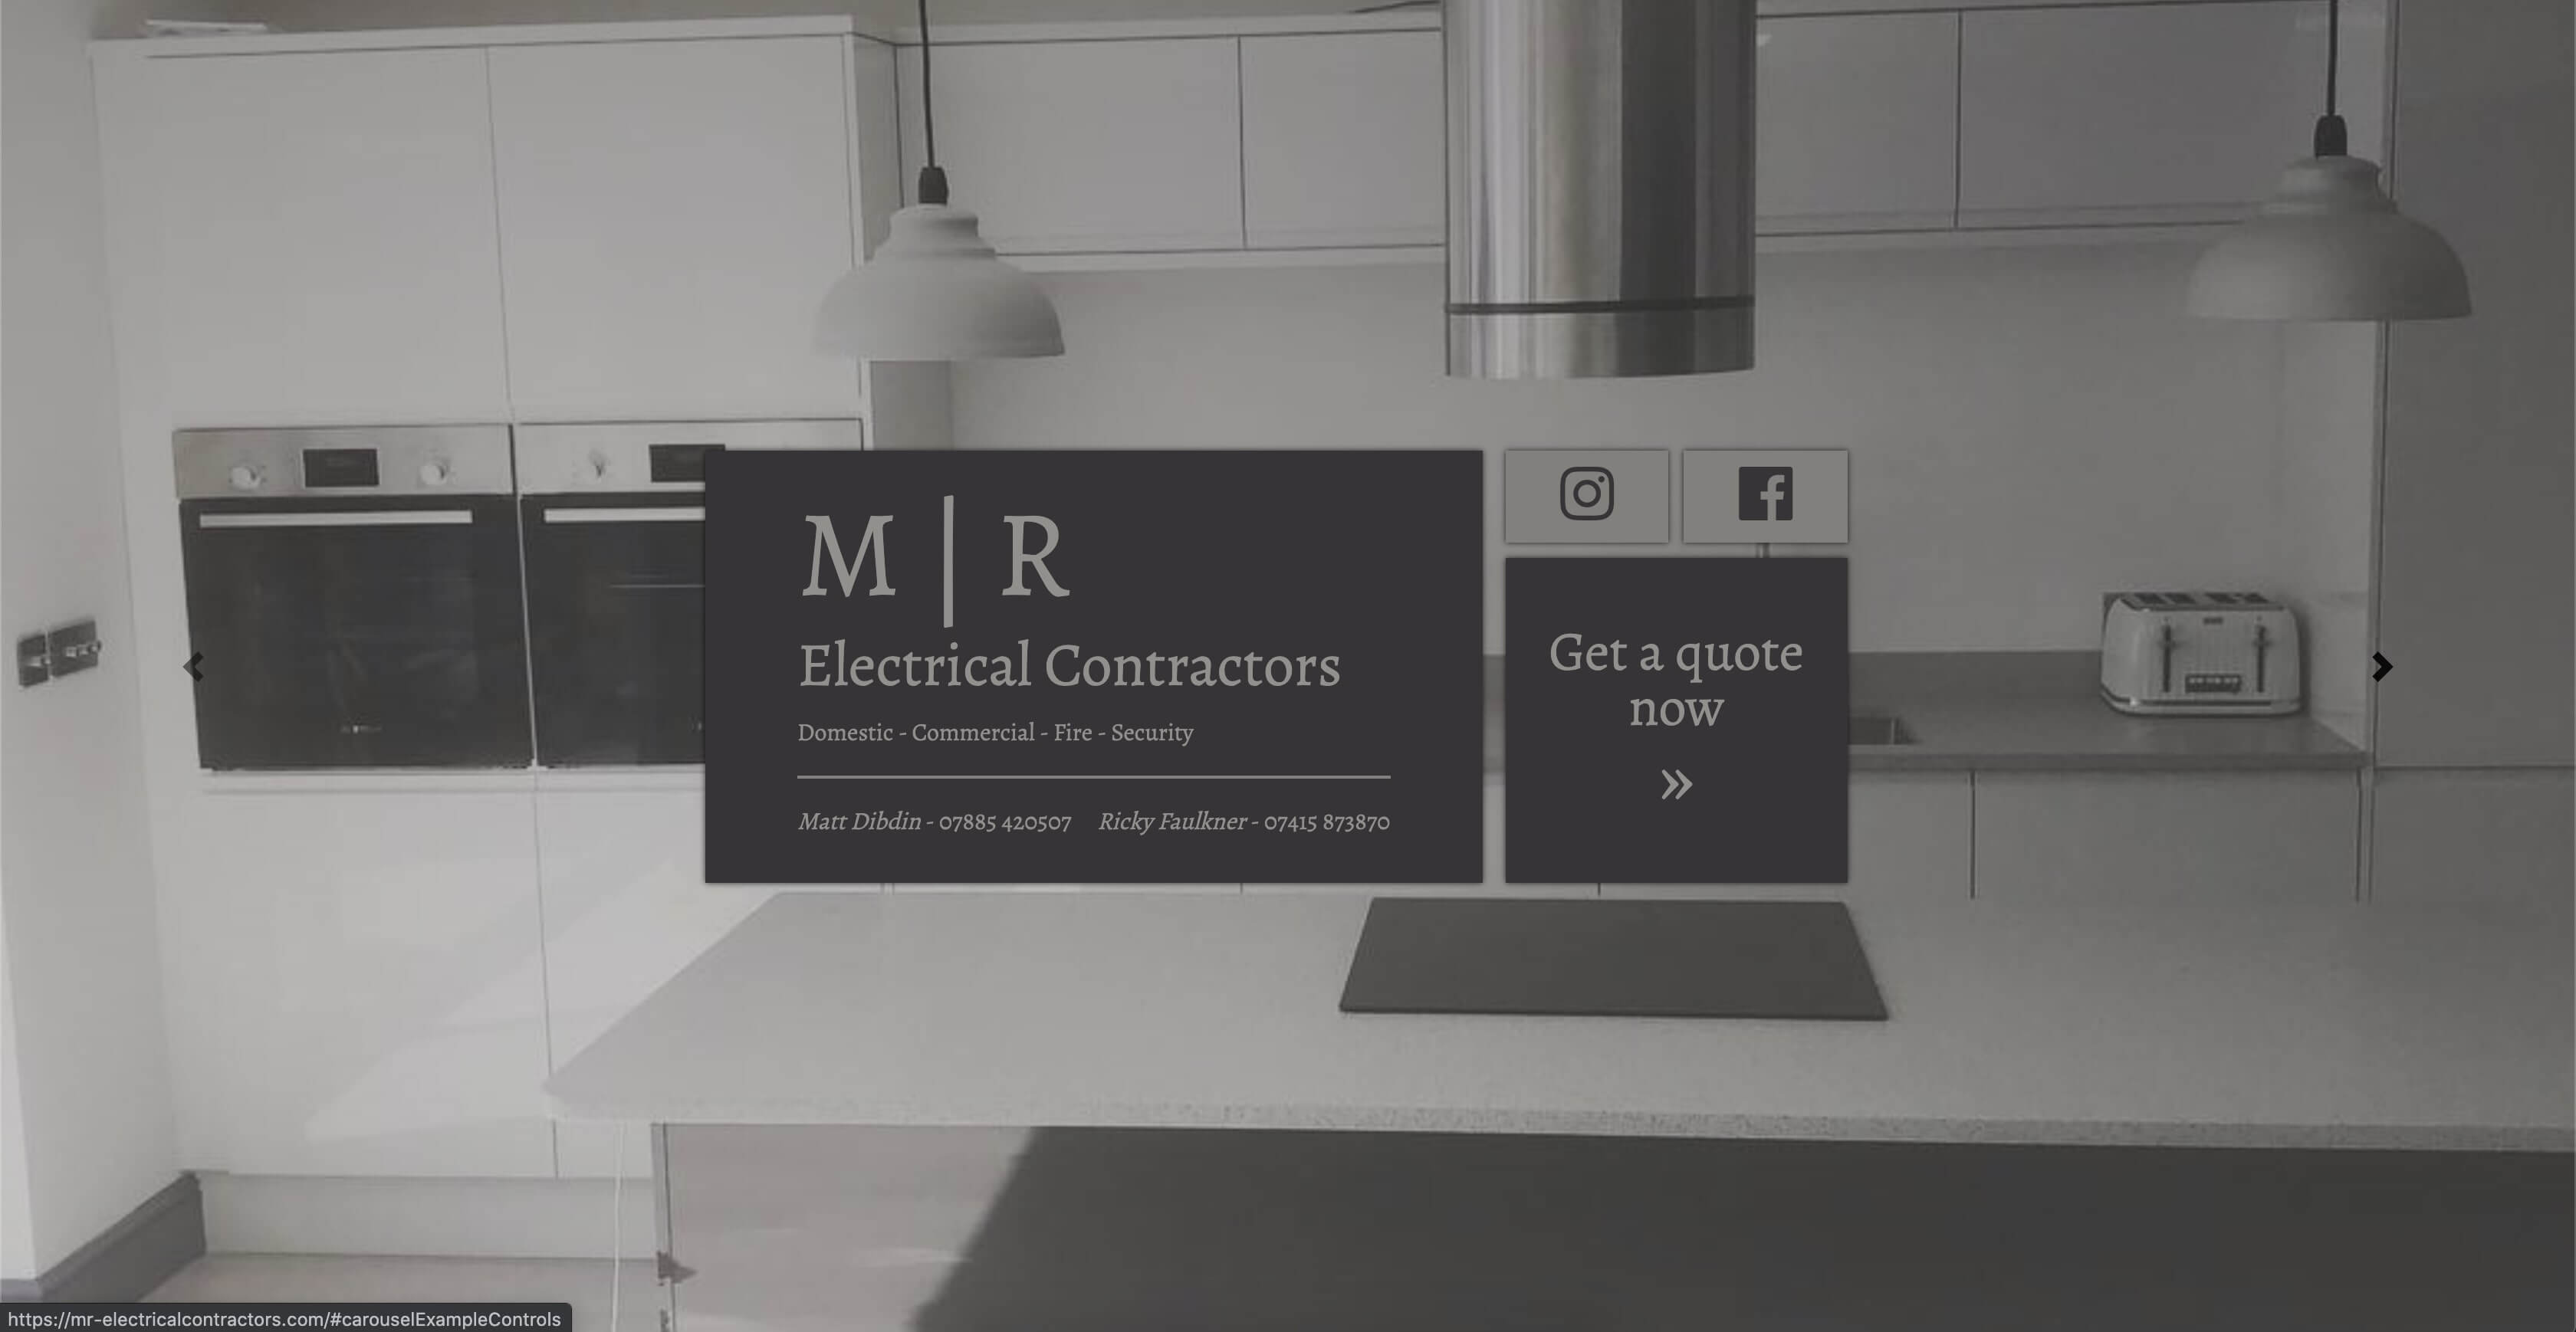 M | R
Electrical Contractors
Domestic - Commercial - Fire - Security
Matt Dibdin - 07885 420507 Ricky Faulkner - 07415 873870
Get a quote
now
»
https://mr-electricalcontractors.com/#carouselExampleControls